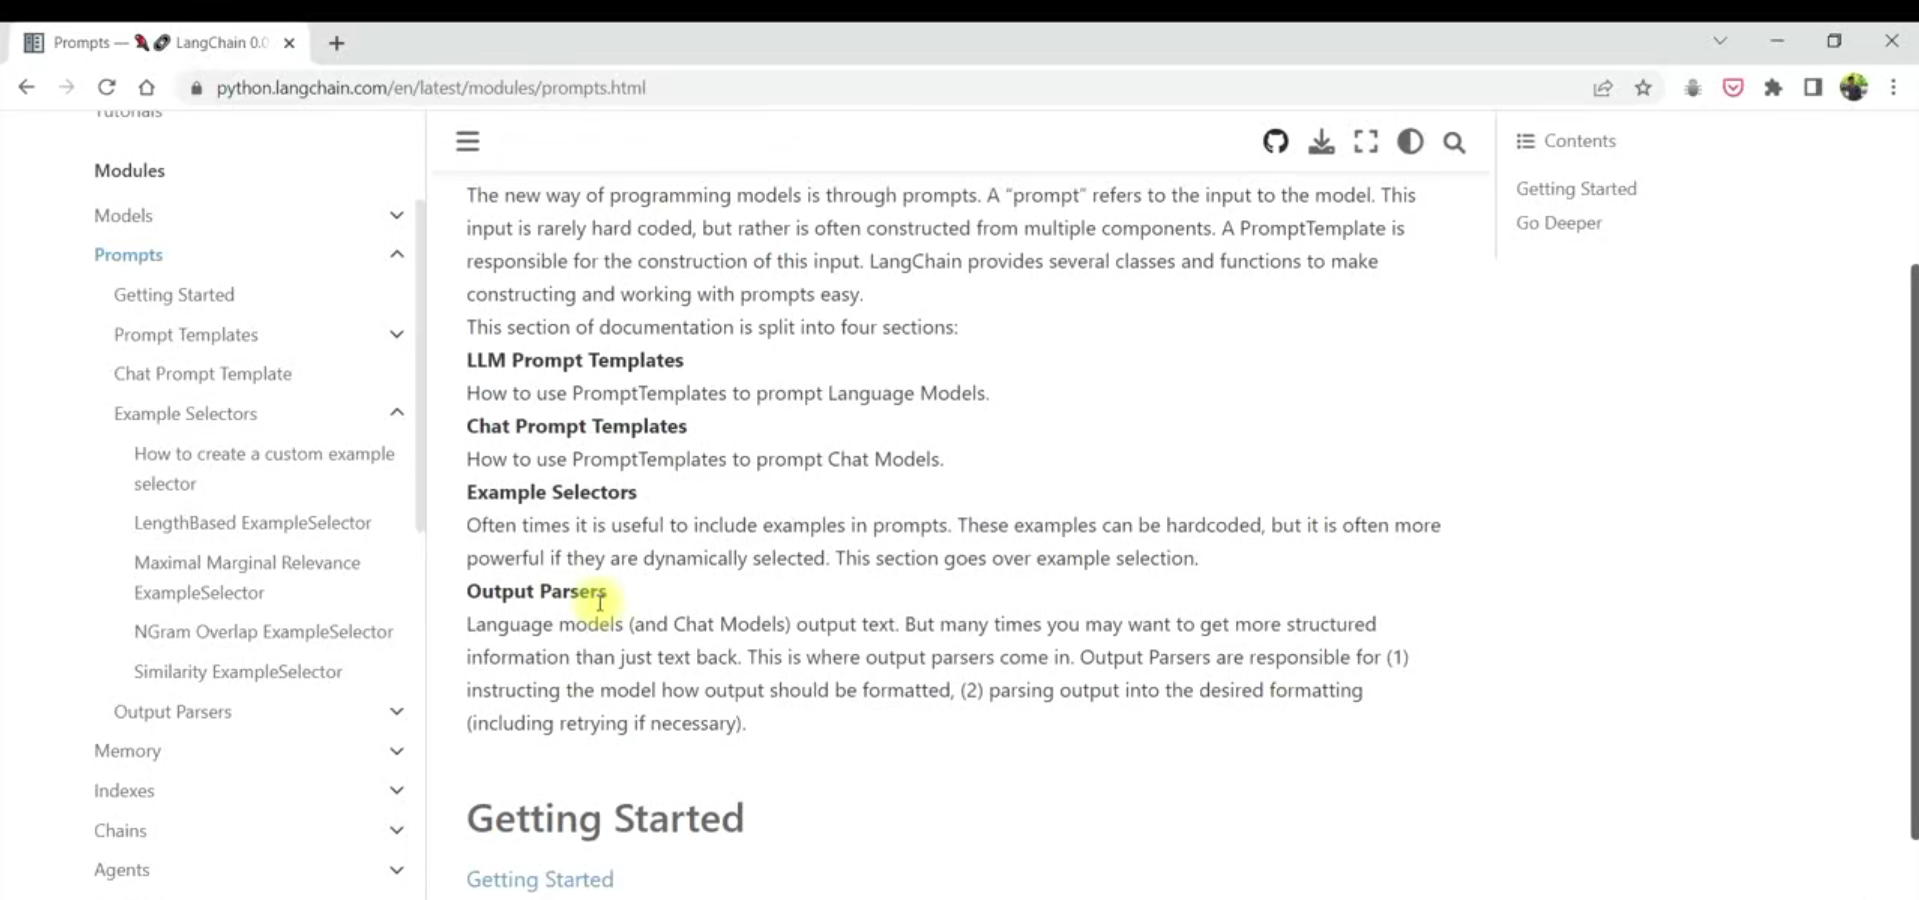 Prompts — LangChain 0.0
python.langchain.com/en/latest/modules/prompts.html
Tutorials
Modules
Models
Prompts
Getting Started
Prompt Templates
Chat Prompt Template
Example Selectors
How to create a custom example
selector
LengthBased ExampleSelector
Maximal Marginal Relevance
ExampleSelector
NGram Overlap ExampleSelector
Similarity ExampleSelector
Output Parsers
Memory
Indexes
Chains
Agents
The new way of programming models is through prompts. A “prompt” refers to the input to the model. This
input is rarely hard coded, but rather is often constructed from multiple components. A PromptTemplate is
responsible for the construction of this input. LangChain provides several classes and functions to make
constructing and working with prompts easy.
This section of documentation is split into four sections:
LLM Prompt Templates
How to use PromptTemplates to prompt Language Models.
Chat Prompt Templates
How to use PromptTemplates to prompt Chat Models.
Example Selectors
Often times it is useful to include examples in prompts. These examples can be hardcoded, but it is often more
powerful if they are dynamically selected. This section goes over example selection.
Output Parsers
Language models (and Chat Models) output text. But many times you may want to get more structured
information than just text back. This is where output parsers come in. Output Parsers are responsible for (1)
instructing the model how output should be formatted, (2) parsing output into the desired formatting
(including retrying if necessary).
Getting Started
Getting Started
Contents
Getting Started
Go Deeper